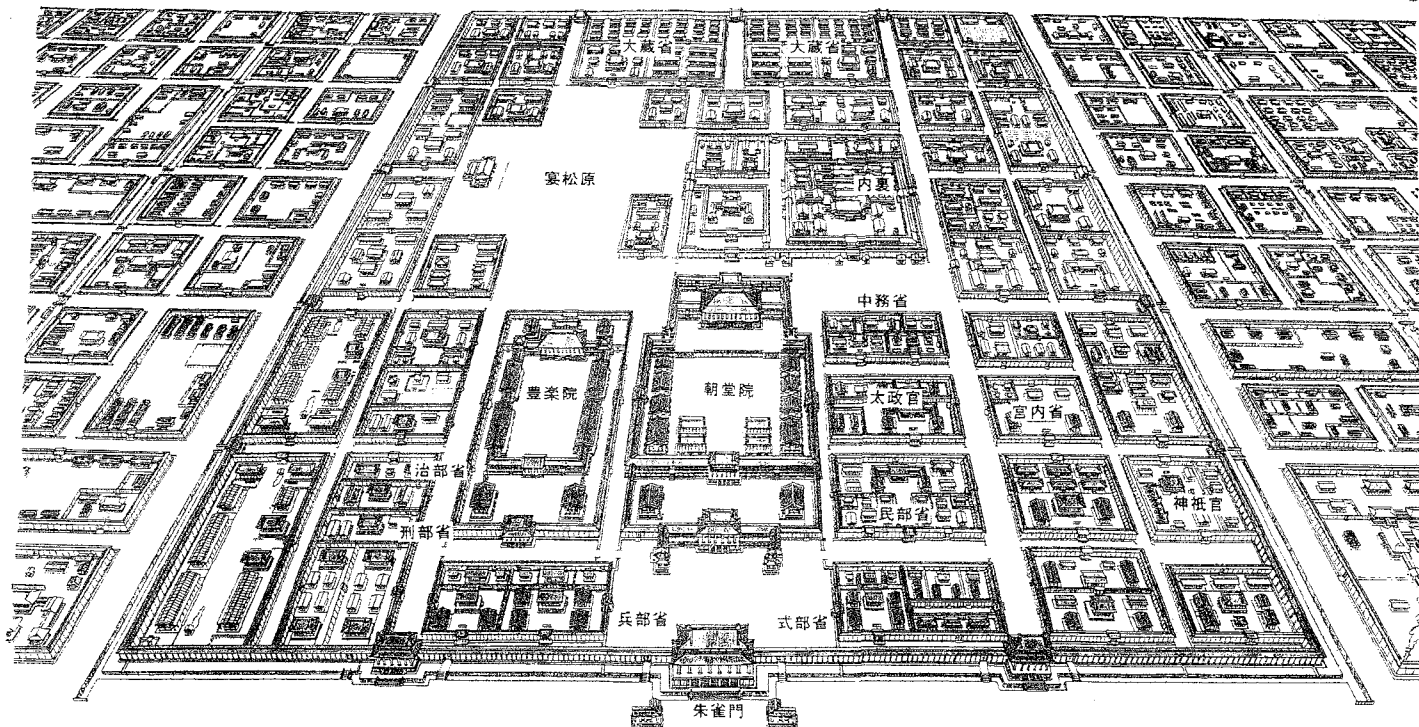 大蔵省
大蔵省
宴松原
内裏
中務省
豊楽院
朝堂院
太政官
宮内省
治部省
民部省
神祇官
刑部省
兵部省
式部省
朱雀門